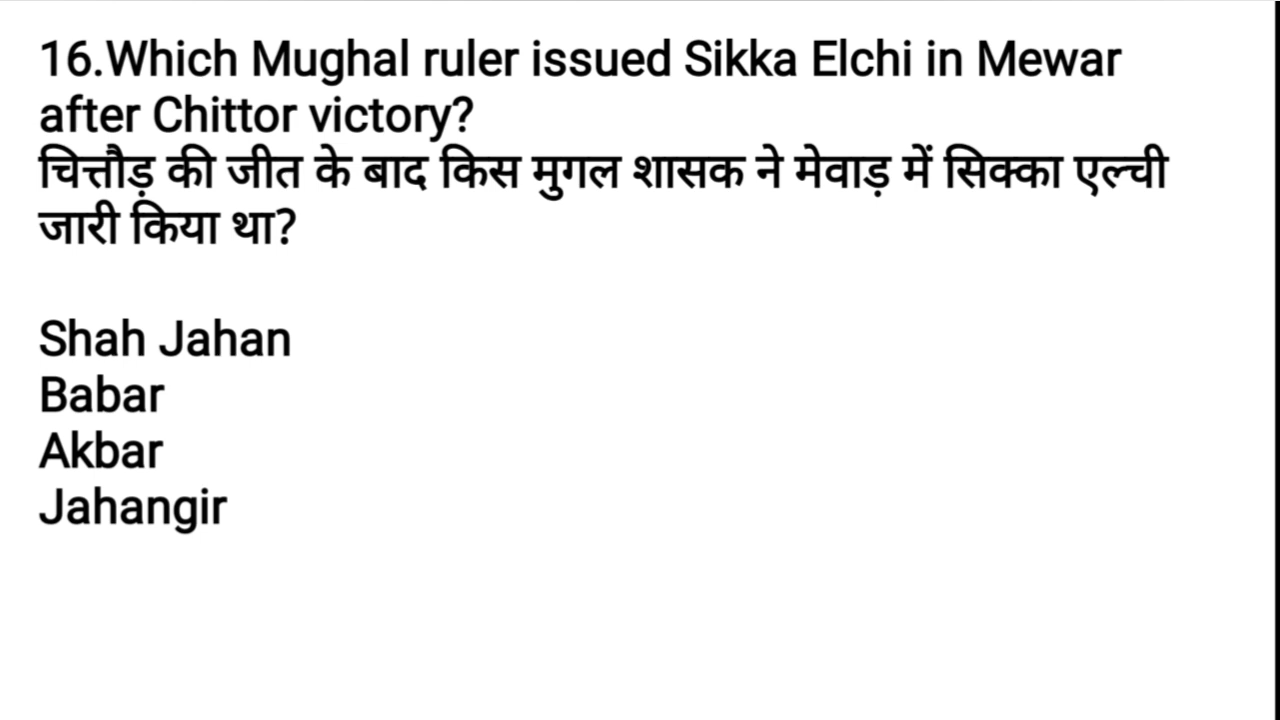 16.Which Mughal ruler issued Sikka Elchi in Mewar
after Chittor victory?
चित्तौड़ की जीत के बाद किस मुगल शासक ने मेवाड़ में सिक्का एल्ची
जारी किया था?
Shah Jahan
Babar
Akbar
Jahangir